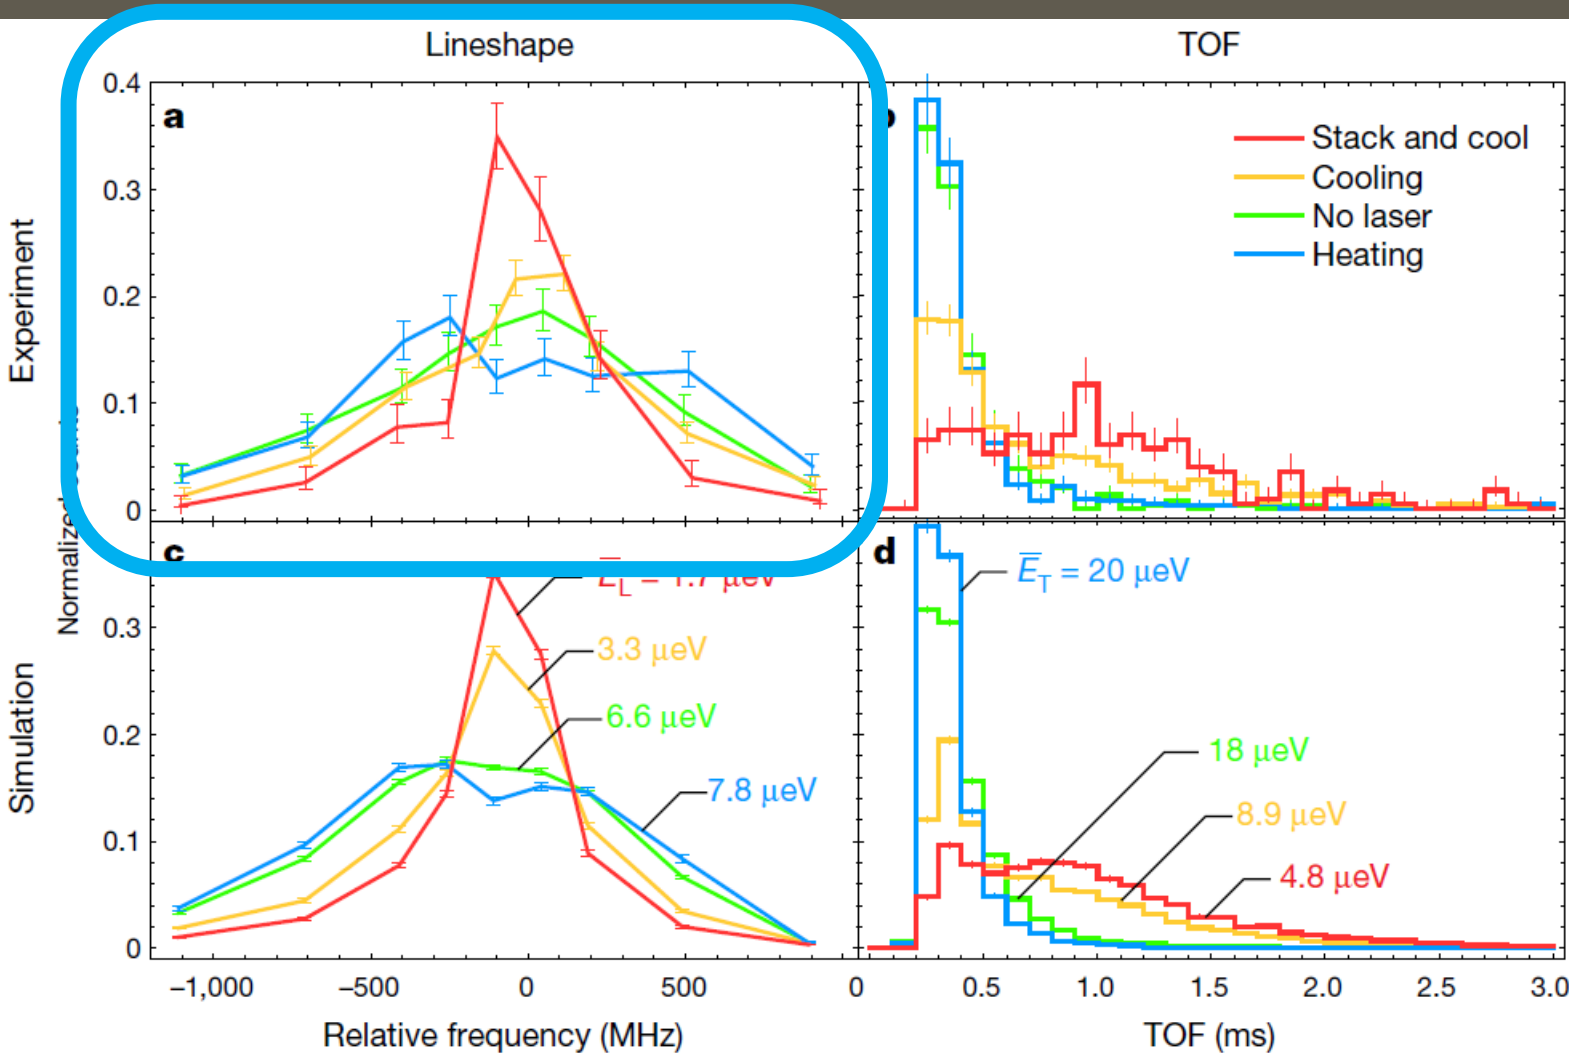 Lineshape
TOF
Experiment
Simulation
Normalized
a
0.4
0.3
0.2
0.1
0
Stack and cool
Cooling
No laser
Heating
c
0.3
0.2
0.1
0
3.3 μeV
6.6 μeV
7.8 μeV
d
E̅T = 20 μeV
18 μeV
8.9 μeV
4.8 μeV
−1,000 −500 0 500
0 0.5 1.0 1.5 2.0 2.5 3.0
Relative frequency (MHz)
TOF (ms)